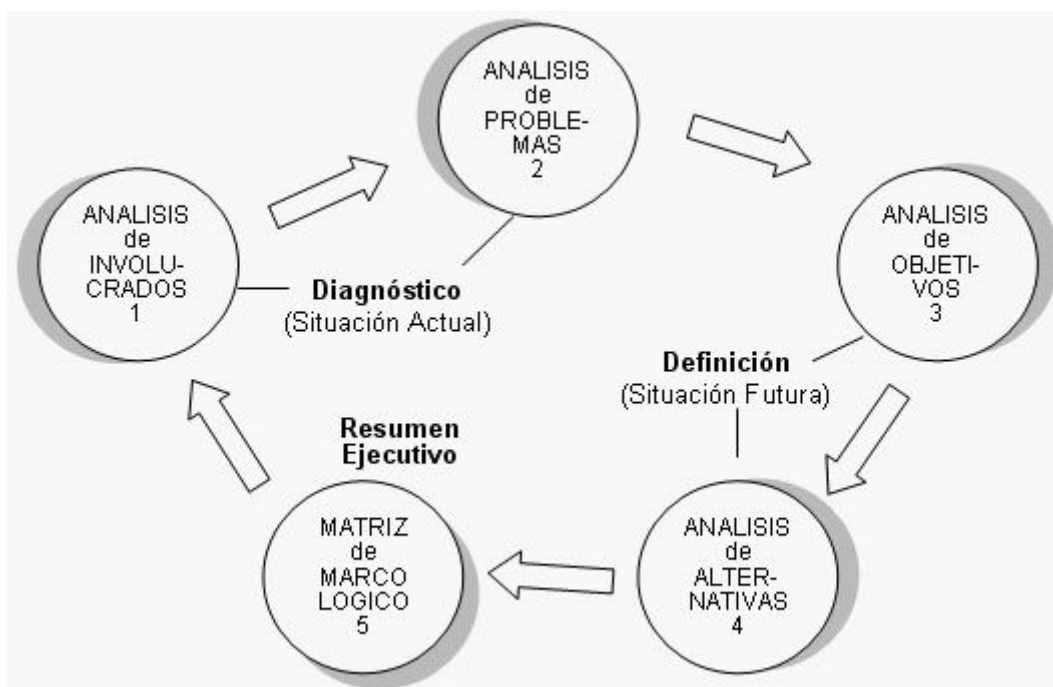 ANALISIS
de
PROBLE-
MAS
2
ANALISIS
de
INVOLU-
CRADOS
1
ANALISIS
de
OBJETI-
VOS
3
Diagnóstico
(Situación Actual)
Definición
(Situación Futura)
Resumen
Ejecutivo
MATRIZ
de
MARCO
LOGICO
5
ANALISIS
de
ALTER-
NATIVAS
4